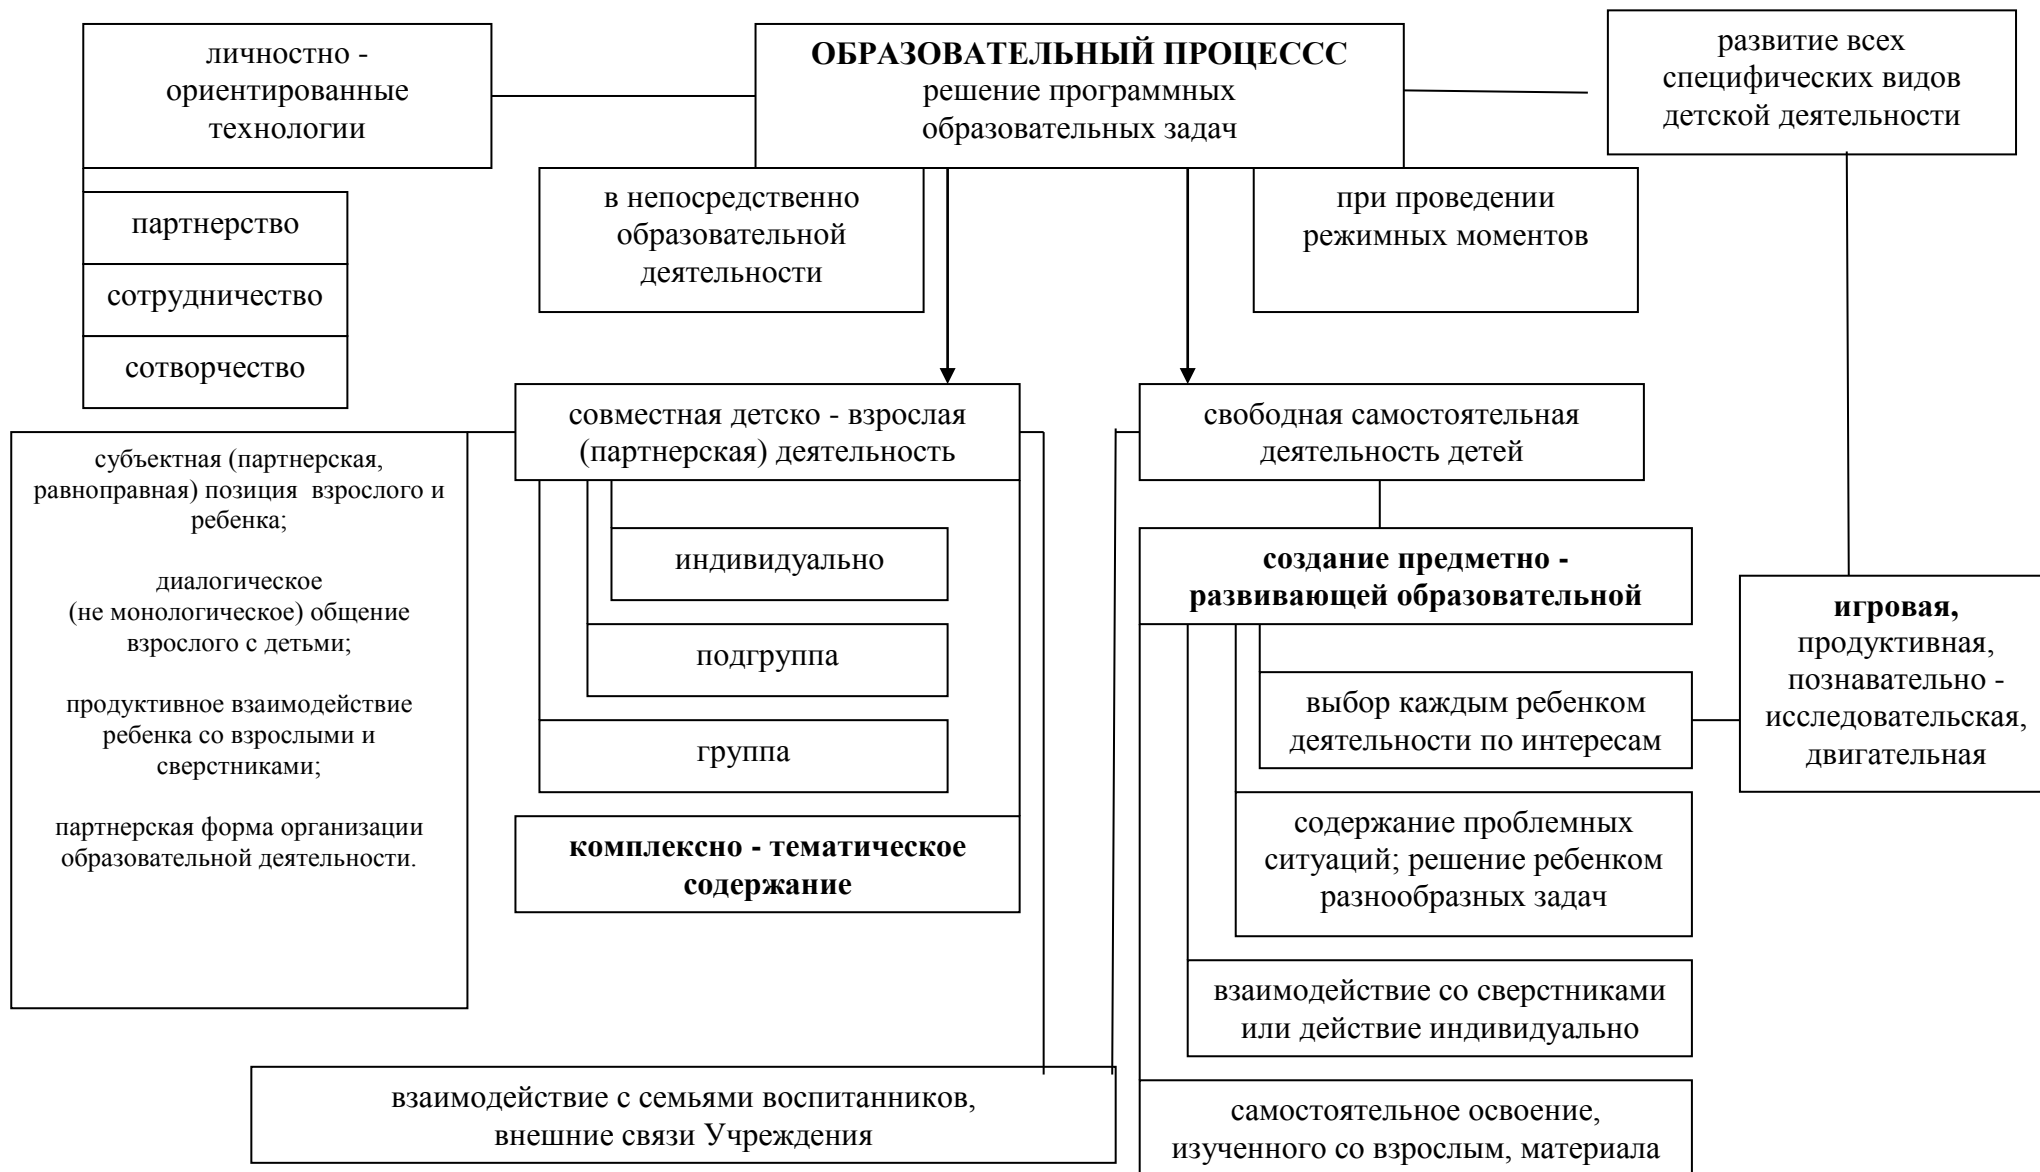 личностно -
ориентированные
технологии
ОБРАЗОВАТЕЛЬНЫЙ ПРОЦЕССС
решение программных
образовательных задач
развитие всех
специфических видов
детской деятельности
партнерство
сотрудничество
сотворчество
в непосредственно
образовательной
деятельности
при проведении
режимных моментов
совместная детско - взрослая
(партнерская) деятельность
свободная самостоятельная
деятельность детей
субъектная (партнерская,
равноправная) позиция  взрослого и
ребенка;
диалогическое
(не монологическое) общение
взрослого с детьми;
продуктивное взаимодействие
ребенка со взрослыми и
сверстниками;
партнерская форма организации
образовательной деятельности.
индивидуально
подгруппа
группа
комплексно - тематическое
содержание
создание предметно -
развивающей образовательной
выбор каждым ребенком
деятельности по интересам
игровая,
продуктивная,
познавательно -
исследовательская,
двигательная
содержание проблемных
ситуаций; решение ребенком
разнообразных задач
взаимодействие со сверстниками
или действие индивидуально
взаимодействие с семьями воспитанников,
внешние связи Учреждения
самостоятельное освоение,
изученного со взрослым, материала